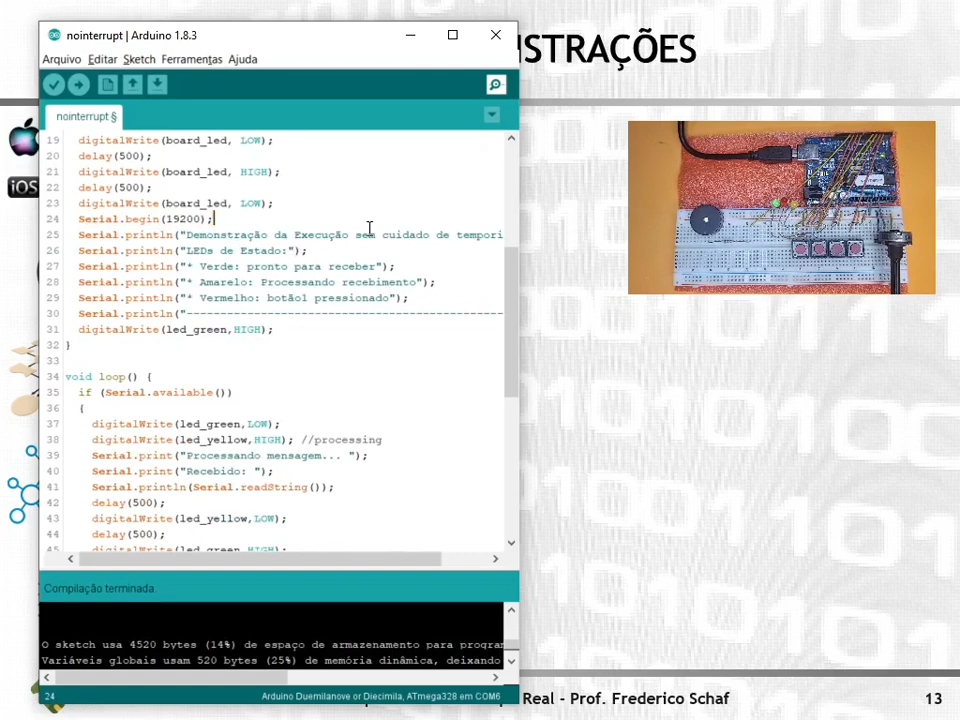 nointerrupt | Arduino 1.8.3
STRAÇÕES
Arquivo Editar Sketch Ferramentas Ajuda
nointerrupt §
19 digitalWrite(board_led, LOW);
20 delay(500);
21 digitalWrite(board_led, HIGH);
22 delay(500);
23 digitalWrite(board_led, LOW);
24 Serial.begin(19200);
25 Serial.println("Demonstração da Execução sem cuidado de tempori
26 Serial.println("LEDs de Estado:");
27 Serial.println("* Verde: pronto para receber");
28 Serial.println("* Amarelo: Processando recebimento");
29 Serial.println("* Vermelho: botão1 pressionado");
30 Serial.println("------------------------------------------------
31 digitalWrite(led_green,HIGH);
32 }
33
34 void loop() {
35 if (Serial.available())
36 {
37 digitalWrite(led_green,LOW);
38 digitalWrite(led_yellow,HIGH); //processing
39 Serial.print("Processando mensagem... ");
40 Serial.print("Recebido: ");
41 Serial.println(Serial.readString());
42 delay(500);
43 digitalWrite(led_yellow,LOW);
44 delay(500);
45 digitalWrite(led_green,HIGH);
Compilação terminada.
O sketch usa 4520 bytes (14%) de espaço de armazenamento para program
Variáveis globais usam 520 bytes (25%) de memória dinâmica, deixando
24 Arduino Duemilanove or Diecimila, ATmega328 em COM6
iOS
Real - Prof. Frederico Schaf
13